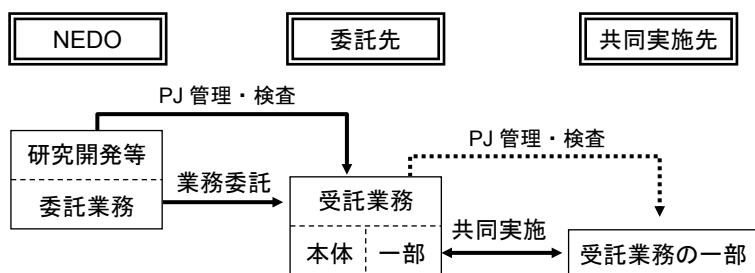 NEDO
委託先
共同実施先
PJ 管理・検査
PJ 管理・検査
研究開発等
委託業務
業務委託
受託業務
本体
一部
共同実施
受託業務の一部